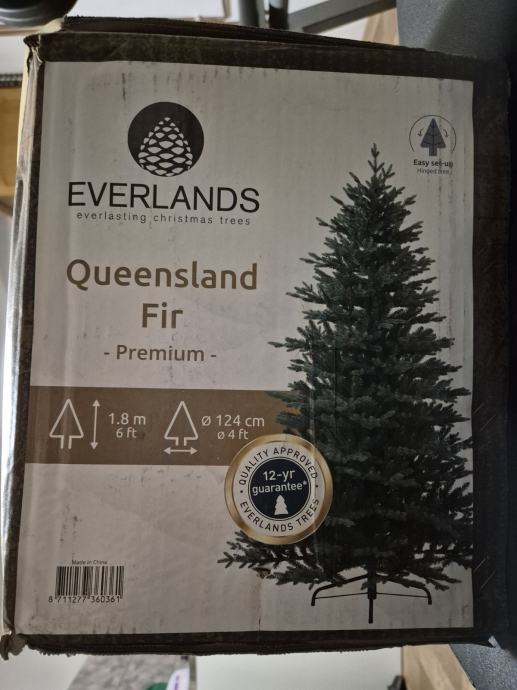 EVERLANDS
everlasting christmas trees
Easy set-up
Hinged tree
Queensland
Fir
- Premium -
1.8 m
6 ft
ø 124 cm
ø 4 ft
QUALITY APPROVED
12-yr
guarantee*
EVERLANDS TREES
Made in China
8 711277 360361